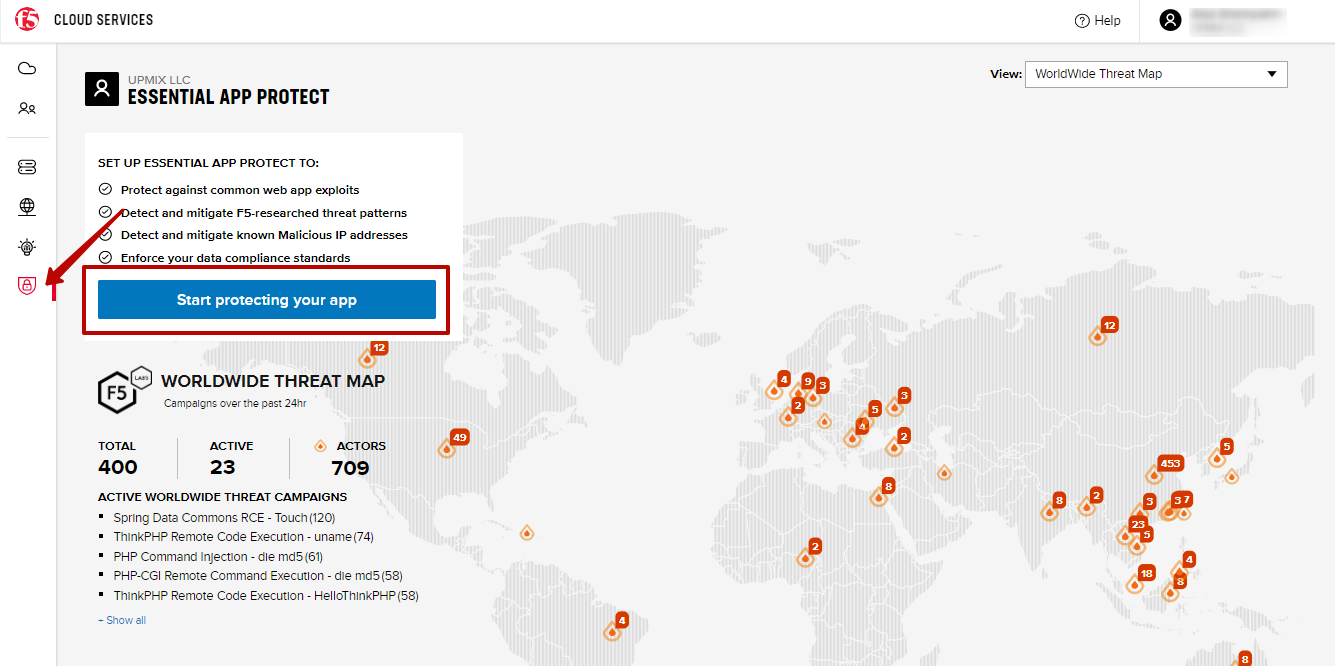 f5 CLOUD SERVICES
Help
UPMIX LLC
ESSENTIAL APP PROTECT
View: WorldWide Threat Map
SET UP ESSENTIAL APP PROTECT TO:
Protect against common web app exploits
Detect and mitigate F5-researched threat patterns
Detect and mitigate known Malicious IP addresses
Enforce your data compliance standards
Start protecting your app
F5 LABS
WORLDWIDE THREAT MAP
Campaigns over the past 24hr
TOTAL ACTIVE ACTORS
400 23 709
ACTIVE WORLDWIDE THREAT CAMPAIGNS
Spring Data Commons RCE - Touch (120)
ThinkPHP Remote Code Execution - uname (74)
PHP Command Injection - die md5 (61)
PHP-CGI Remote Command Execution - die md5 (58)
ThinkPHP Remote Code Execution - HelloThinkPHP (58)
+ Show all
12
12
4
9
3
2
3
5
4
2
49
5
453
8
8
2
3
3
7
23
5
2
4
18
8
4
8